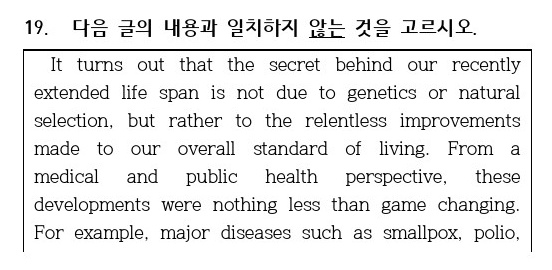 19. 다음 글의 내용과 일치하지 않는 것을 고르시오.
It turns out that the secret behind our recently
extended life span is not due to genetics or natural
selection, but rather to the relentless improvements
made to our overall standard of living. From a
medical and public health perspective, these
developments were nothing less than game changing.
For example, major diseases such as smallpox, polio,